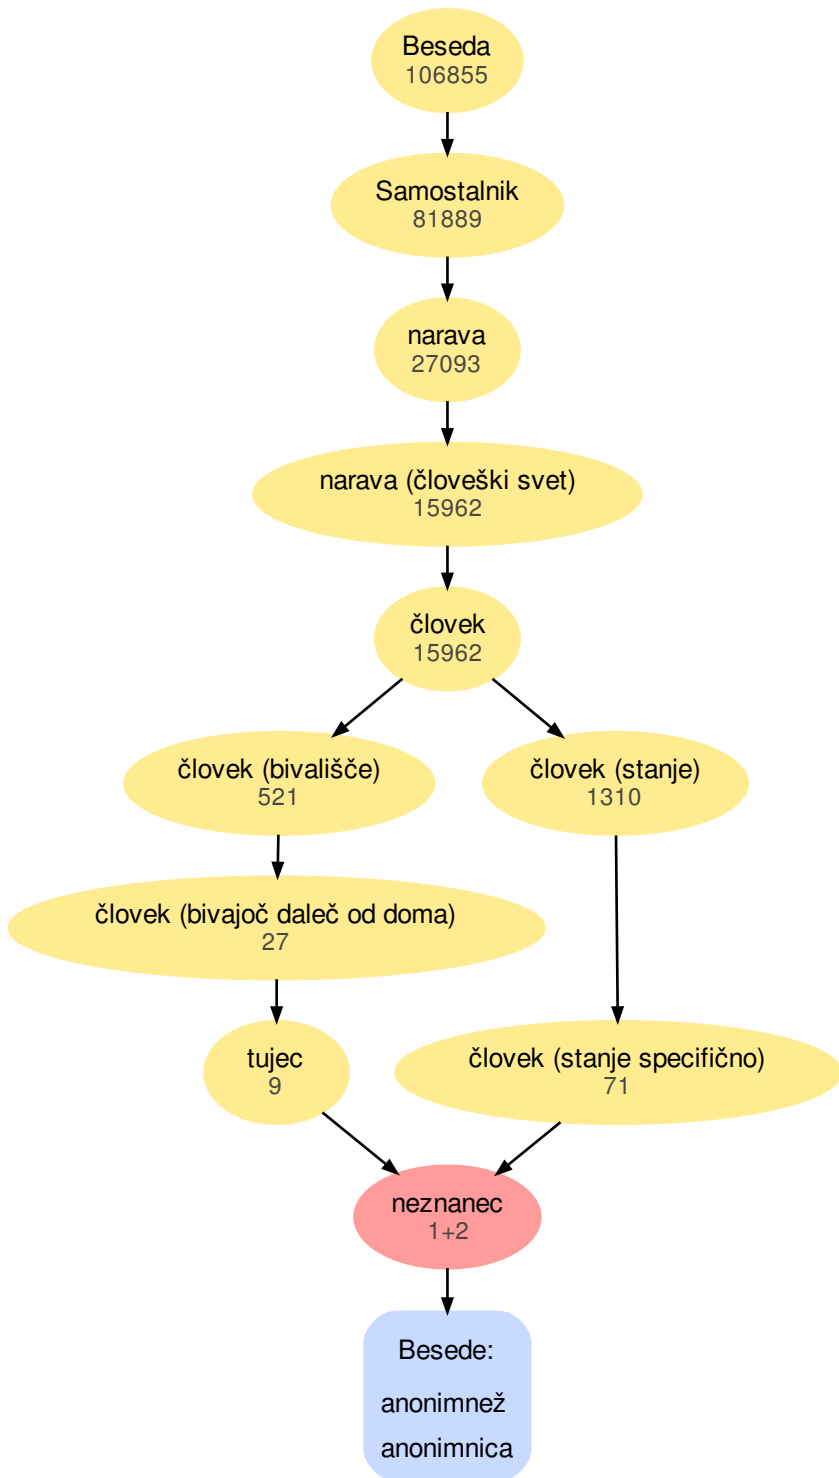 Beseda
106855
Samostalnik
81889
narava
27093
narava (človeški svet)
15962
človek
15962
človek (bivališče)
521
človek (stanje)
1310
človek (bivajoč daleč od doma)
27
tujec
9
človek (stanje specifično)
71
neznanec
1+2
Besede:
anonimnež
anonimnica